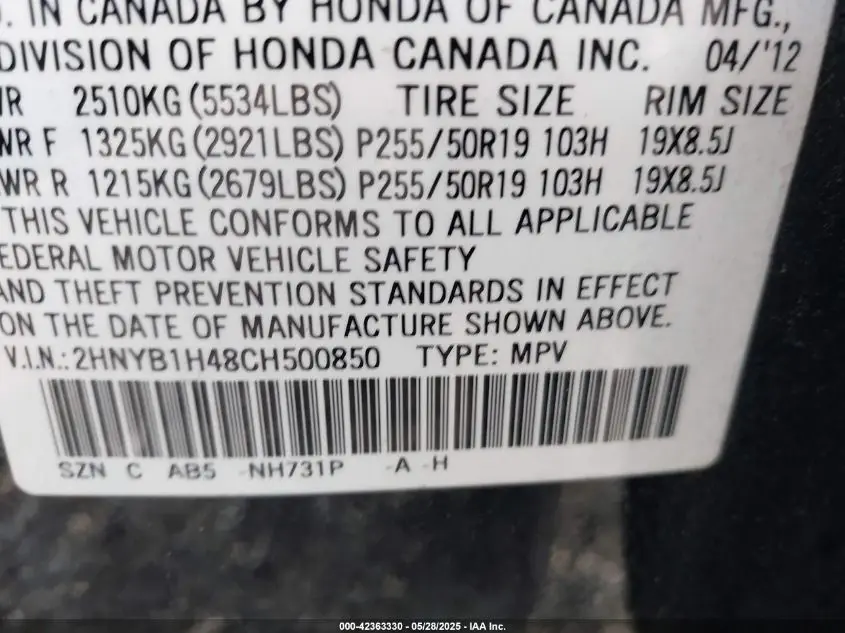 . IN CANADA BY HONDA OF CANADA MFG.,
DIVISION OF HONDA CANADA INC. 04/'12
R 2510KG (5534LBS) TIRE SIZE RIM SIZE
WR F 1325KG (2921LBS) P255/50R19 103H 19X8.5J
WR R 1215KG (2679LBS) P255/50R19 103H 19X8.5J
THIS VEHICLE CONFORMS TO ALL APPLICABLE
EDERAL MOTOR VEHICLE SAFETY
AND THEFT PREVENTION STANDARDS IN EFFECT
ON THE DATE OF MANUFACTURE SHOWN ABOVE.
V.I.N.: 2HNYB1H48CH500850 TYPE: MPV
SZN C AB5 -NH731P -A -H
000-42363330 - 05/28/2025 - IAA Inc.